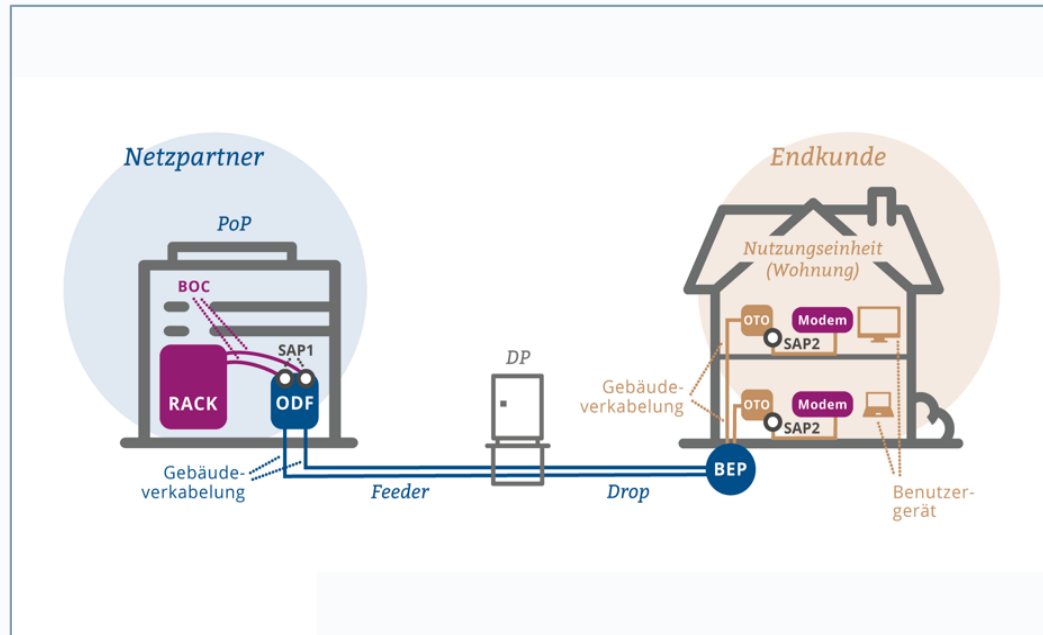 Netzpartner
PoP
BOC
SAP1
RACK
ODF
Gebäude-
verkabelung
Feeder
DP
Drop
Endkunde
Nutzungseinheit
(Wohnung)
OTO
Modem
SAP2
Gebäude-
verkabelung
OTO
Modem
SAP2
BEP
Benutzer-
gerät